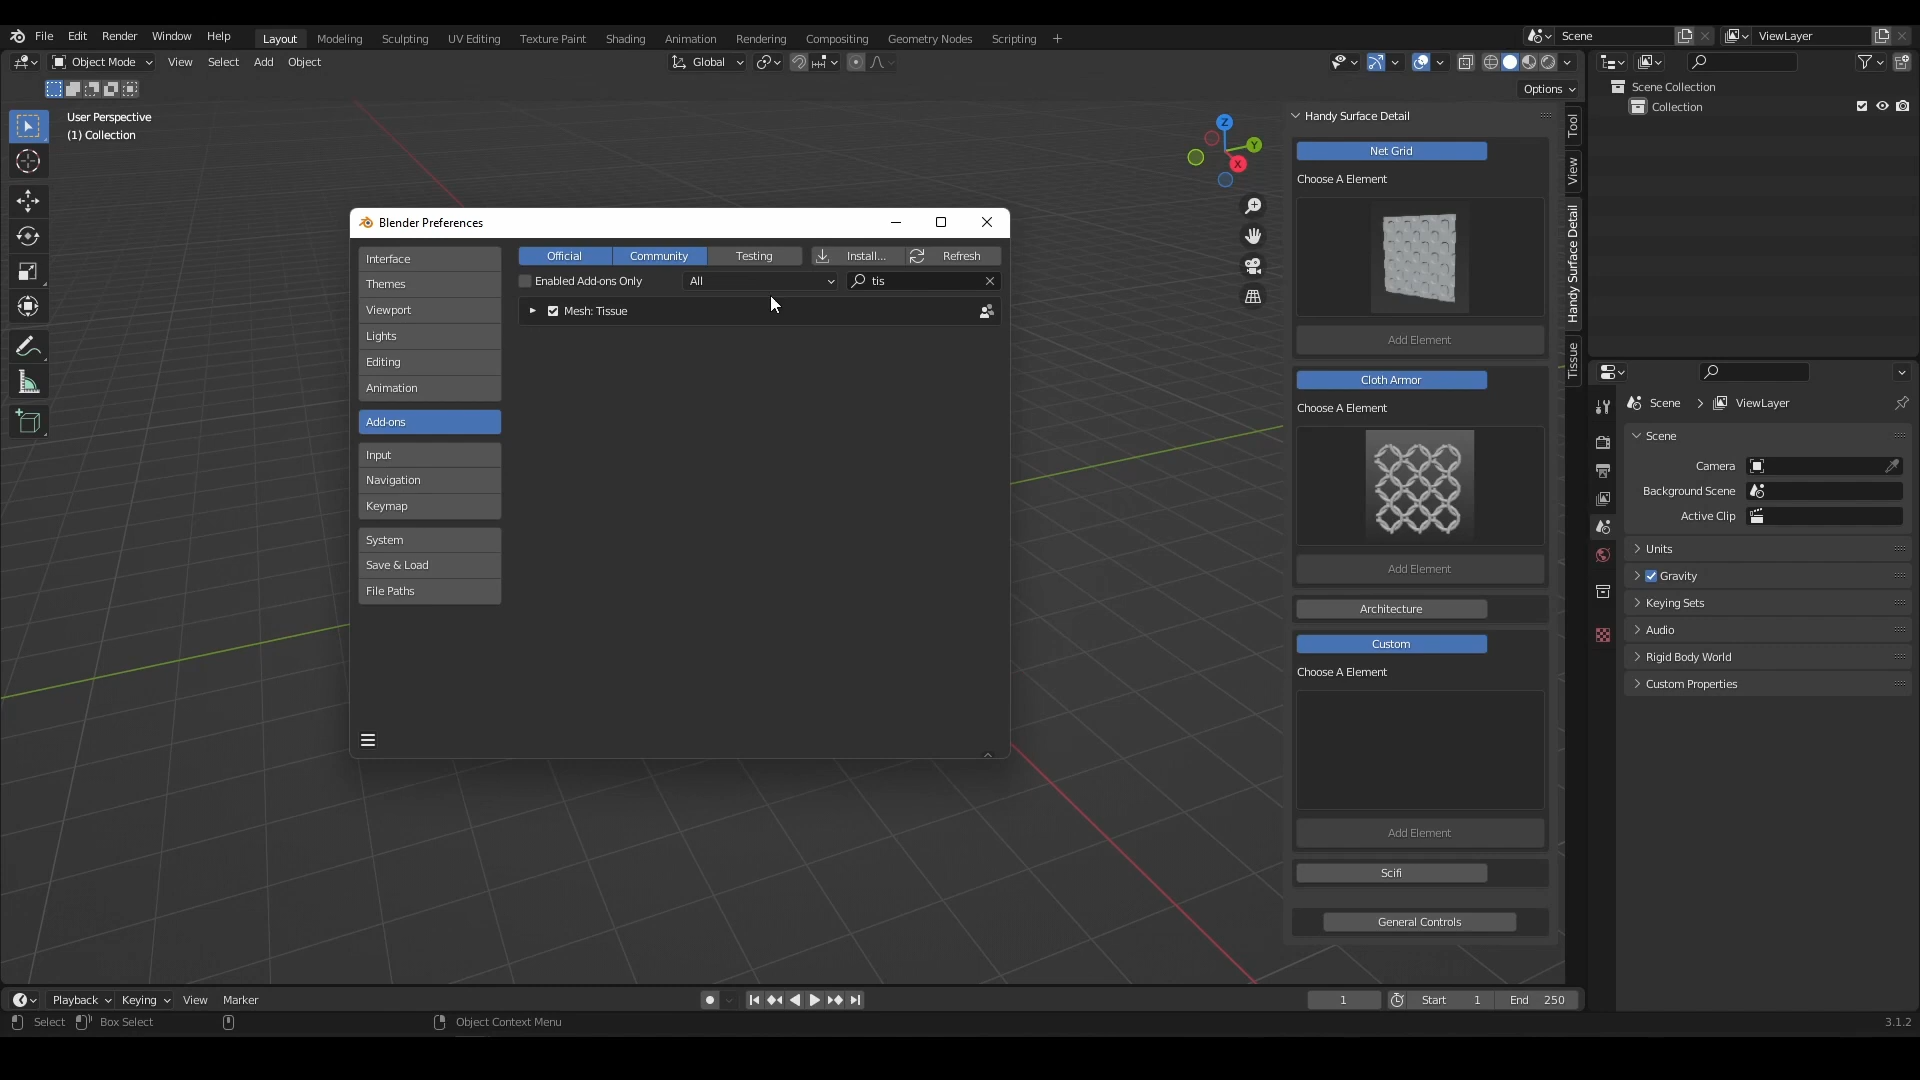 File Edit Render Window Help Layout Modeling Sculpting UV Editing Texture Paint Shading Animation Rendering Compositing Geometry Nodes Scripting + Scene ViewLayer
Object Mode View Select Add Object Global
Options
User Perspective
(1) Collection
Z
Y
X
Blender Preferences
Interface
Themes
Viewport
Lights
Editing
Animation
Add-ons
Input
Navigation
Keymap
System
Save & Load
File Paths
Official Community Testing Install... Refresh
Enabled Add-ons Only All tis
Mesh: Tissue
Handy Surface Detail
Net Grid
Choose A Element
Add Element
Cloth Armor
Choose A Element
Add Element
Architecture
Custom
Choose A Element
Add Element
Scifi
General Controls
Tool
View
Handy Surface Detail
Tissue
Scene Collection
Collection
Scene ViewLayer
Scene
Camera
Background Scene
Active Clip
Units
Gravity
Keying Sets
Audio
Rigid Body World
Custom Properties
Playback Keying View Marker 1 Start 1 End 250
Select Box Select Object Context Menu 3.1.2